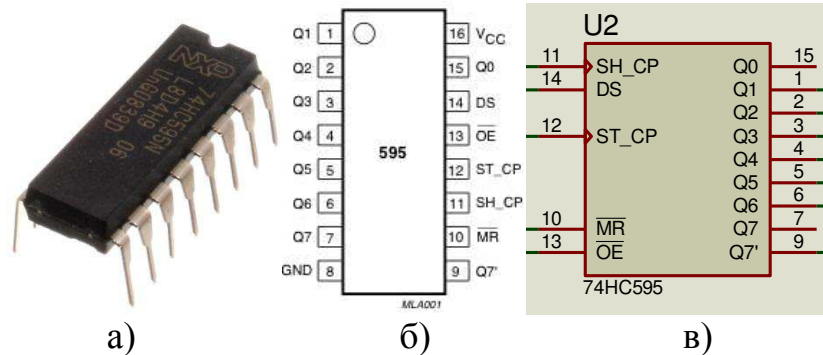 NXP
74HC595N
L8D4H9 06
UnG0839D
Q1 1 16 VCC
Q2 2 15 Q0
Q3 3 14 DS
Q4 4 13 OE
595
Q5 5 12 ST_CP
Q6 6 11 SH_CP
Q7 7 10 MR
GND 8 9 Q7'
MLA001
U2
11 SH_CP Q0 15
14 DS Q1 1
Q2 2
12 ST_CP Q3 3
Q4 4
Q5 5
Q6 6
10 MR Q7 7
13 OE Q7' 9
74HC595
а) б) в)